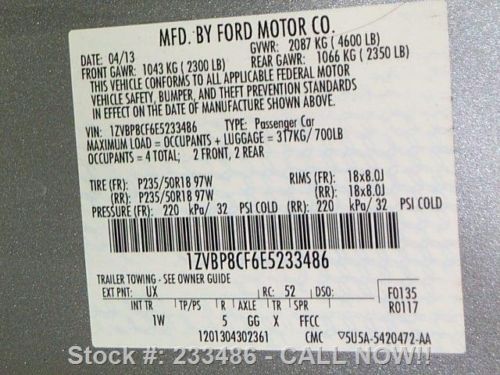 MFD. BY FORD MOTOR CO.
DATE: 04/13 GVWR: 2087 KG ( 4600 LB)
FRONT GAWR: 1043 KG ( 2300 LB) REAR GAWR: 1066 KG ( 2350 LB)
THIS VEHICLE CONFORMS TO ALL APPLICABLE FEDERAL MOTOR
VEHICLE SAFETY, BUMPER, AND THEFT PREVENTION STANDARDS
IN EFFECT ON THE DATE OF MANUFACTURE SHOWN ABOVE.
VIN: 1ZVBP8CF6E5233486 TYPE: Passenger Car
MAXIMUM LOAD = OCCUPANTS + LUGGAGE = 317KG/ 700LB
OCCUPANTS = 4 TOTAL; 2 FRONT, 2 REAR
TIRE (FR): P235/50R18 97W RIMS (FR): 18x8.0J
(RR): P235/50R18 97W (RR): 18x8.0J
PRESSURE (FR): 220 kPa/ 32 PSI COLD (RR): 220 kPa/ 32 PSI COLD
1ZVBP8CF6E5233486
TRAILER TOWING - SEE OWNER GUIDE
EXT PNT: UX RC: 52 DSO: F0135
INT TR TP/PS R AXLE TR SPR R0117
1W 5 GG X FFCC
1201304302361 CMC ▽5U5A-5420472-AA
Stock #: 233486 - CALL NOW!!